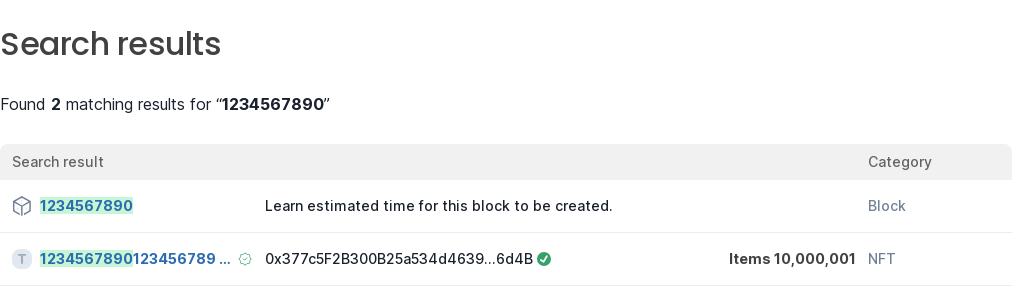 Search results
Found 2 matching results for “1234567890”
Search result Category
1234567890 Learn estimated time for this block to be created. Block
T 1234567890123456789 ... 0x377c5F2B300B25a534d4639...6d4B Items 10,000,001 NFT